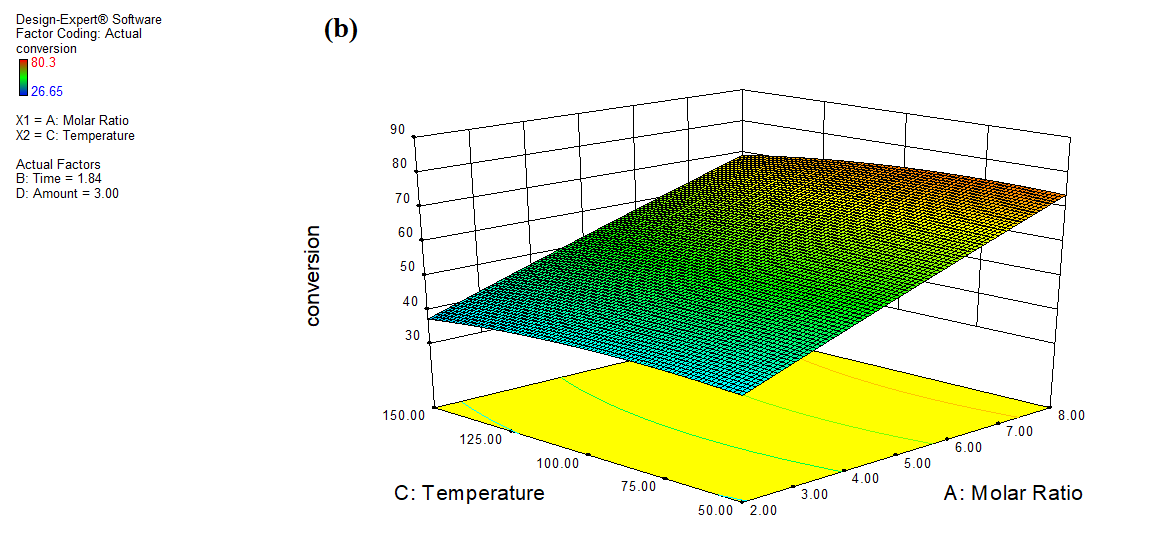 Design-Expert® Software
Factor Coding: Actual
conversion
80.3
26.65
X1 = A: Molar Ratio
X2 = C: Temperature
Actual Factors
B: Time = 1.84
D: Amount = 3.00
(b)
90
80
70
60
50
40
30
conversion
150.00
125.00
100.00
75.00
50.00
C: Temperature
2.00
3.00
4.00
5.00
6.00
7.00
8.00
A: Molar Ratio